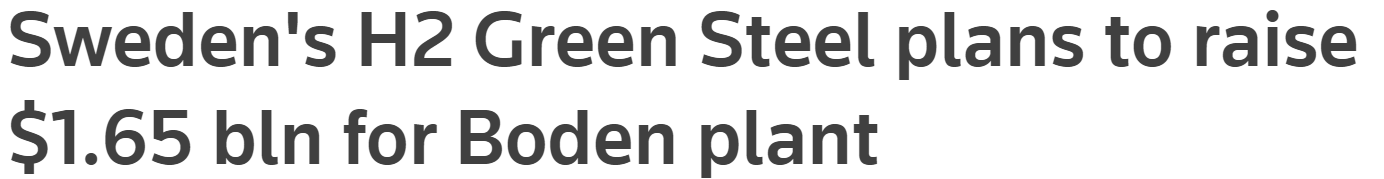 Sweden's H2 Green Steel plans to raise
$1.65 bln for Boden plant